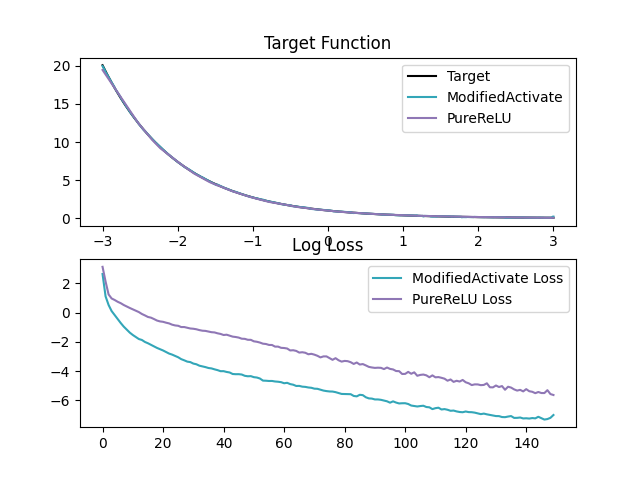 Target Function
20
15
10
5
0
Target
ModifiedActivate
PureReLU
−3 −2 −1 0 1 2 3
Log Loss
2
0
−2
−4
−6
ModifiedActivate Loss
PureReLU Loss
0 20 40 60 80 100 120 140